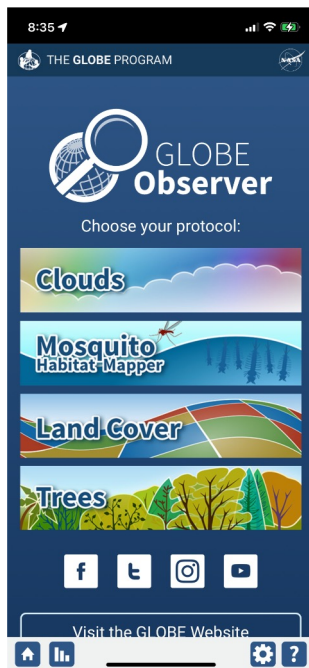 8:35
THE GLOBE PROGRAM
NASA
GLOBE
Observer
Choose your protocol:
Clouds
Mosquito
Habitat Mapper
Land Cover
Trees
f
t
Visit the GLOBE Website
?